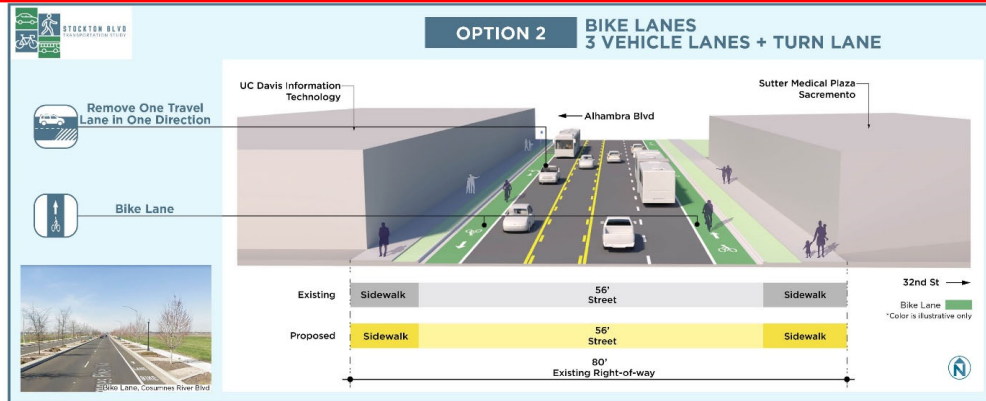 STOCKTON BLVD
TRANSPORTATION STUDY
OPTION 2
BIKE LANES
3 VEHICLE LANES + TURN LANE
Remove One Travel
Lane in One Direction
Bike Lane
UC Davis Information
Technology
Alhambra Blvd
Sutter Medical Plaza
Sacremento
Existing
Sidewalk
56'
Street
Sidewalk
32nd St
Bike Lane
*Color is illustrative only
Proposed
Sidewalk
56'
Street
Sidewalk
80'
Existing Right-of-way
N
Bike Lane, Cosumnes River Blvd